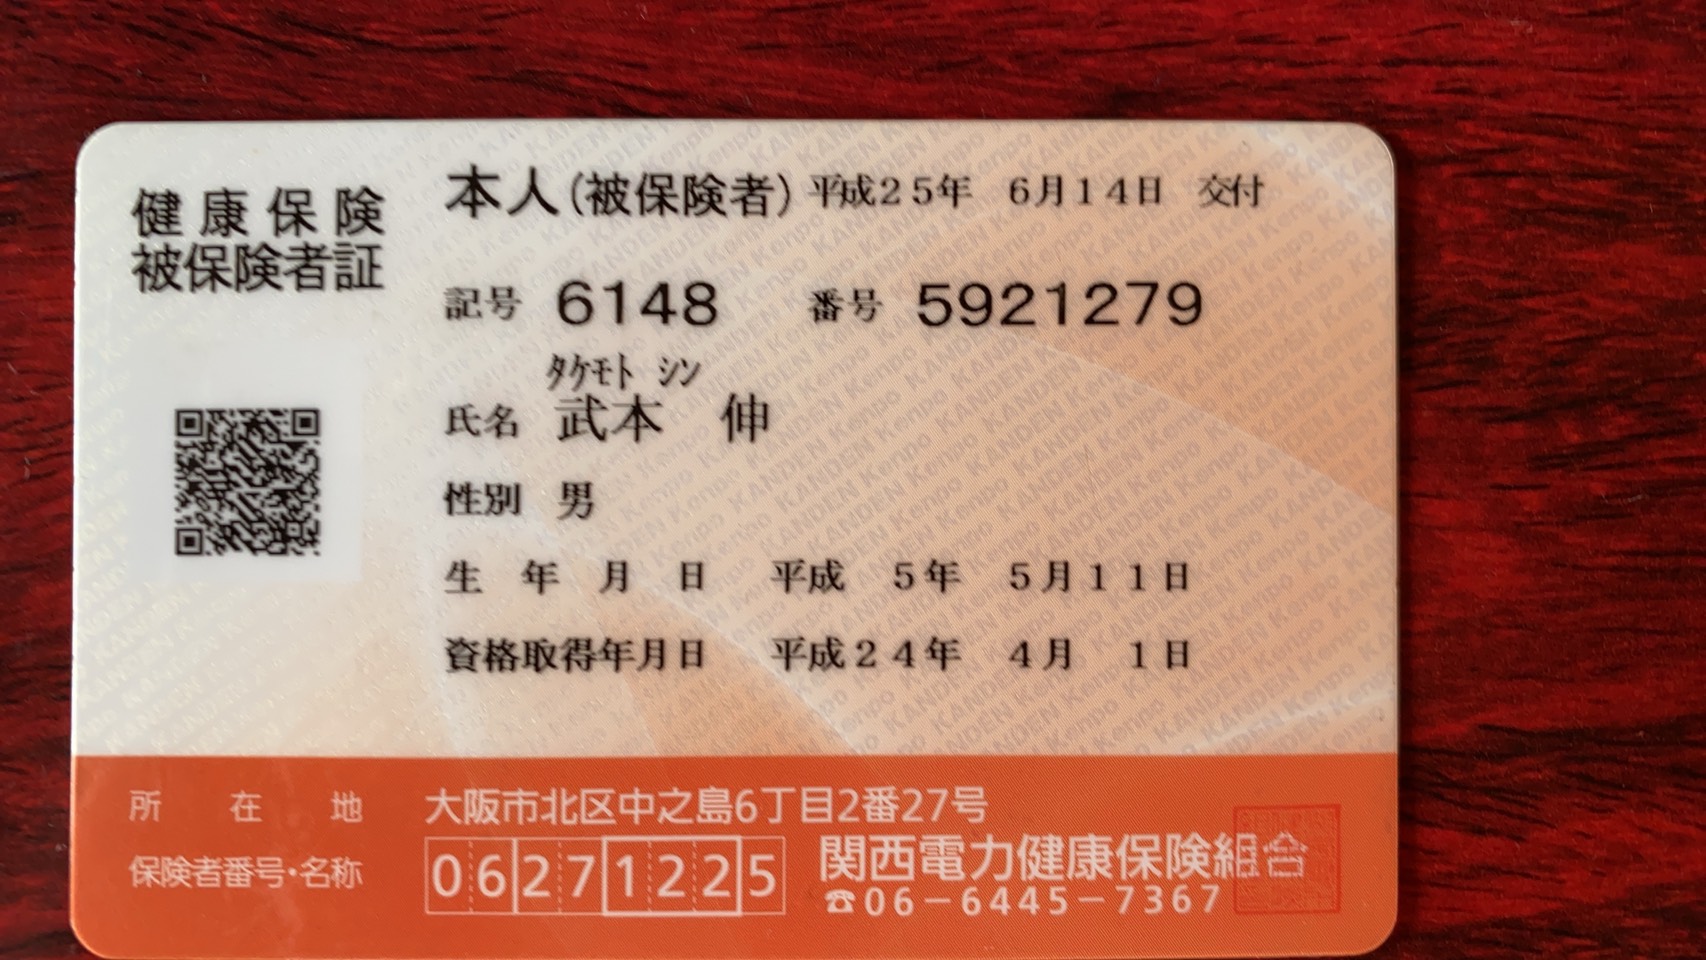 健康保険
被保険者証
本人(被保険者) 平成25年 6月14日 交付
記号 6148 番号 5921279
タケモト シン
氏名 武本 伸
性別 男
生年月日 平成 5年 5月11日
資格取得年月日 平成24年 4月 1日
所在地 大阪市北区中之島6丁目2番27号
保険者番号・名称 06271225 関西電力健康保険組合
☎06-6445-7367